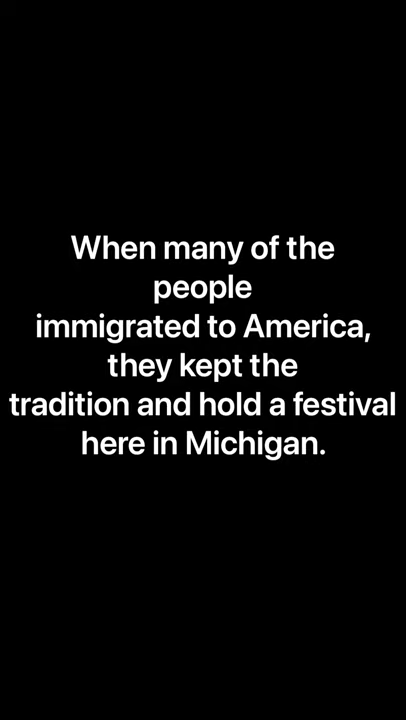 When many of the
people
immigrated to America,
they kept the
tradition and hold a festival
here in Michigan.